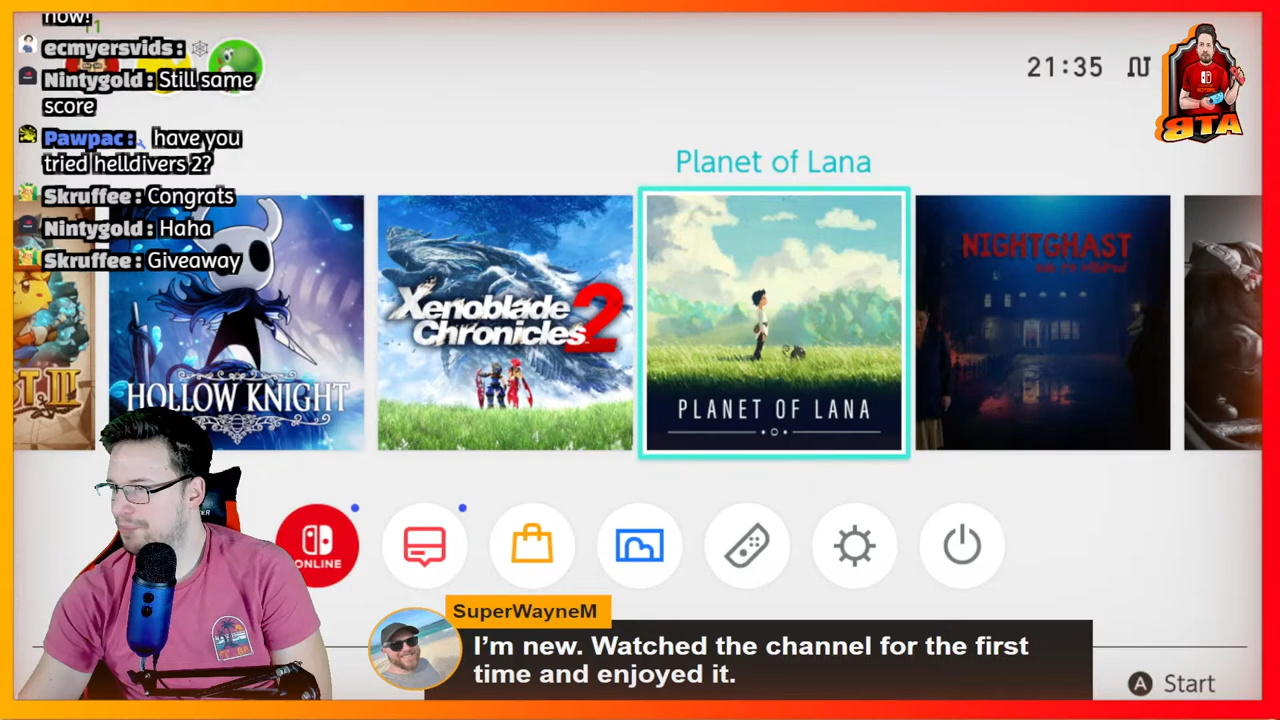 now!
ecmyersvids :
Nintygold : Still same
score
Pawpac : have you
tried helldivers 2?
Skruffee : Congrats
Nintygold : Haha
Skruffee : Giveaway
21:35
BTA
Planet of Lana
HOLLOW KNIGHT
Xenoblade
Chronicles 2
PLANET OF LANA
NIGHTGHAST
ONLINE
SuperWayneM
I'm new. Watched the channel for the first
time and enjoyed it.
A Start